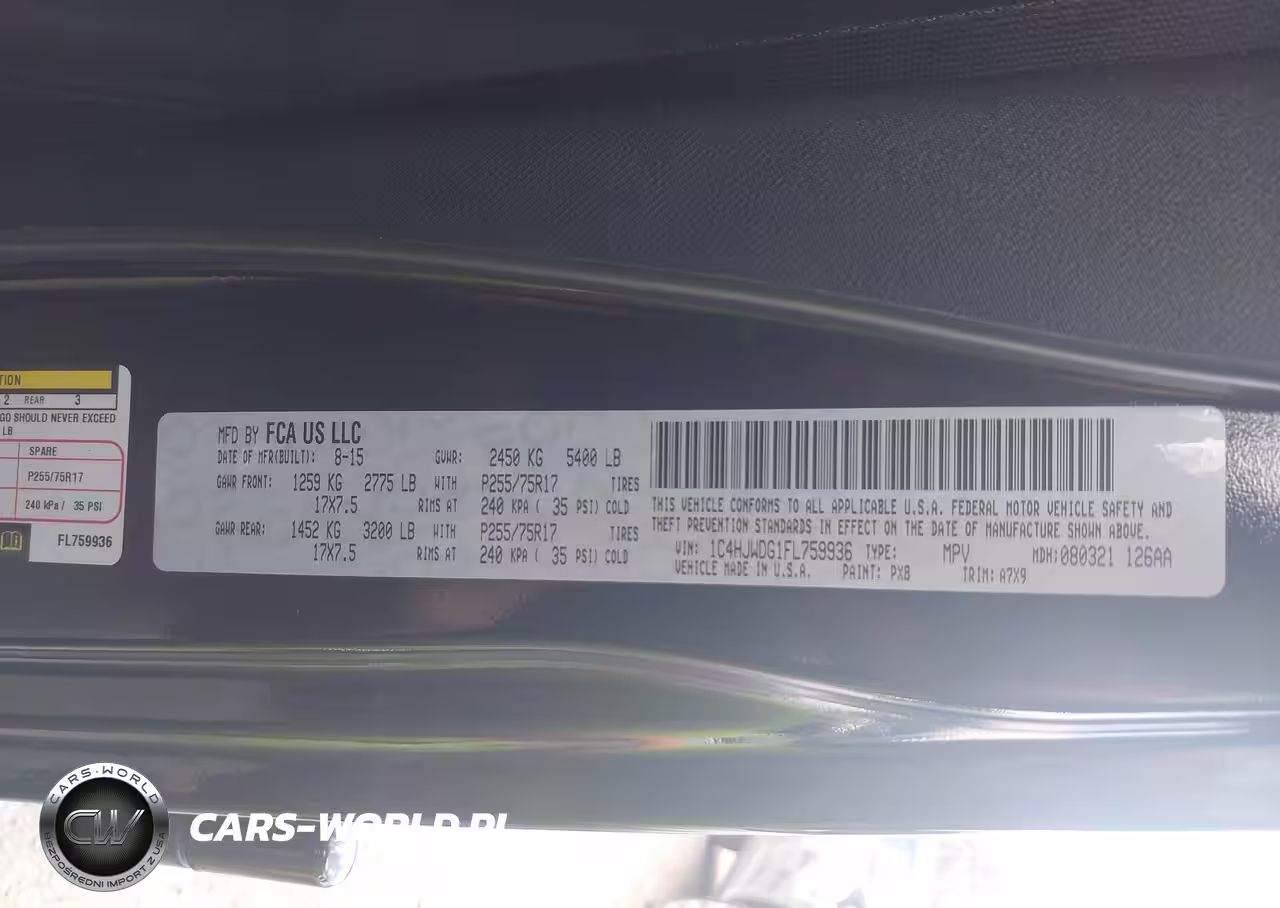 TION
2 REAR 3
GO SHOULD NEVER EXCEED
LB
SPARE
P255/75R17
240 kPa / 35 PSI
FL759936
MFD BY FCA US LLC
DATE OF MFR(BUILT): 8-15 GVWR: 2450 KG 5400 LB
GAWR FRONT: 1259 KG 2775 LB WITH P255/75R17 TIRES
17X7.5 RIMS AT 240 KPA ( 35 PSI) COLD
GAWR REAR: 1452 KG 3200 LB WITH P255/75R17 TIRES
17X7.5 RIMS AT 240 KPA ( 35 PSI) COLD
THIS VEHICLE CONFORMS TO ALL APPLICABLE U.S.A. FEDERAL MOTOR VEHICLE SAFETY AND
THEFT PREVENTION STANDARDS IN EFFECT ON THE DATE OF MANUFACTURE SHOWN ABOVE.
VIN: 1C4HJWDG1FL759936 TYPE: MPV MDH:080321 126AA
VEHICLE MADE IN U.S.A. PAINT: PX8 TRIM: A7X9
CARS-WORLD
CW
BEZPOŚREDNI IMPORT Z USA
CARS-WORLD.PL